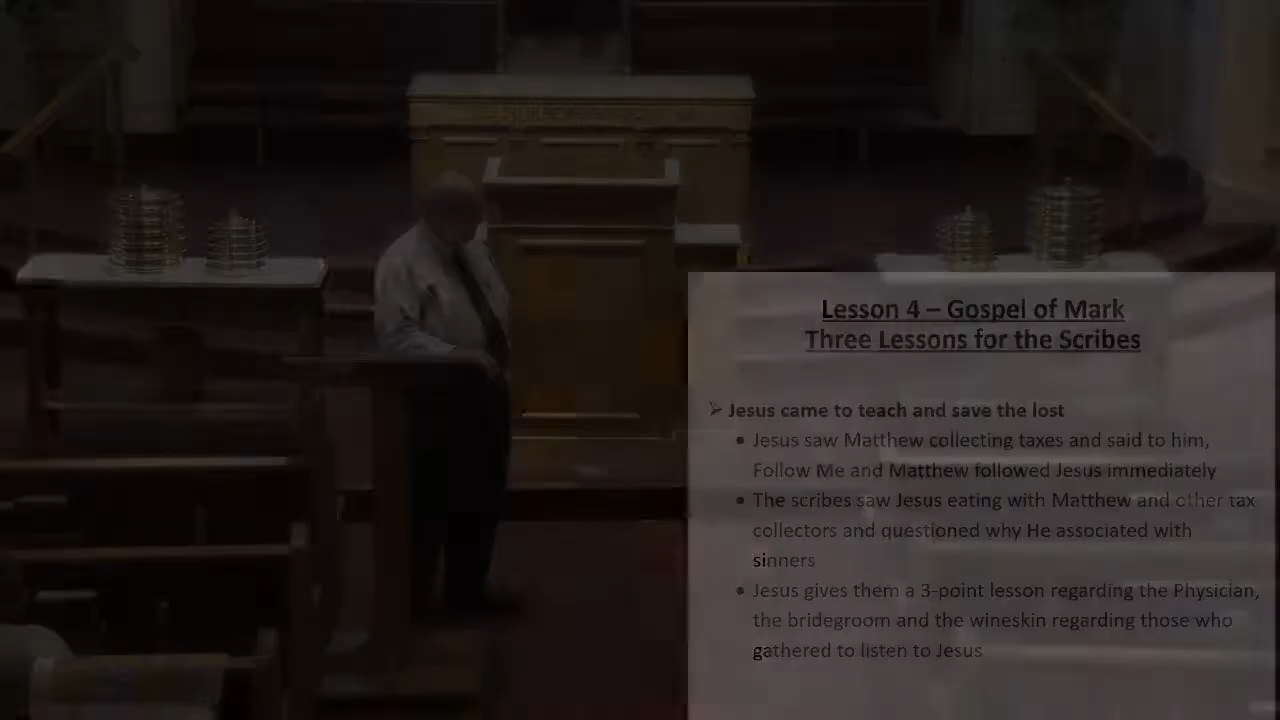 Lesson 4 – Gospel of Mark
Three Lessons for the Scribes
➢ Jesus came to teach and save the lost
• Jesus saw Matthew collecting taxes and said to him,
Follow Me and Matthew followed Jesus immediately
• The scribes saw Jesus eating with Matthew and other tax
collectors and questioned why He associated with
sinners
• Jesus gives them a 3-point lesson regarding the Physician,
the bridegroom and the wineskin regarding those who
gathered to listen to Jesus